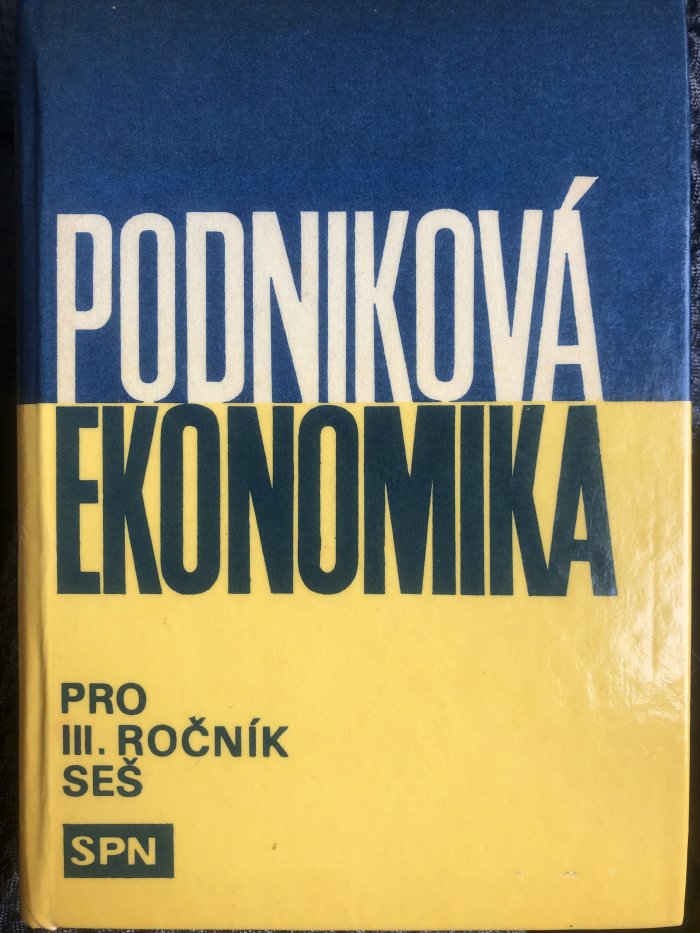 PODNIKOVÁ
EKONOMIKA
PRO
III. ROČNÍK
SEŠ
SPN